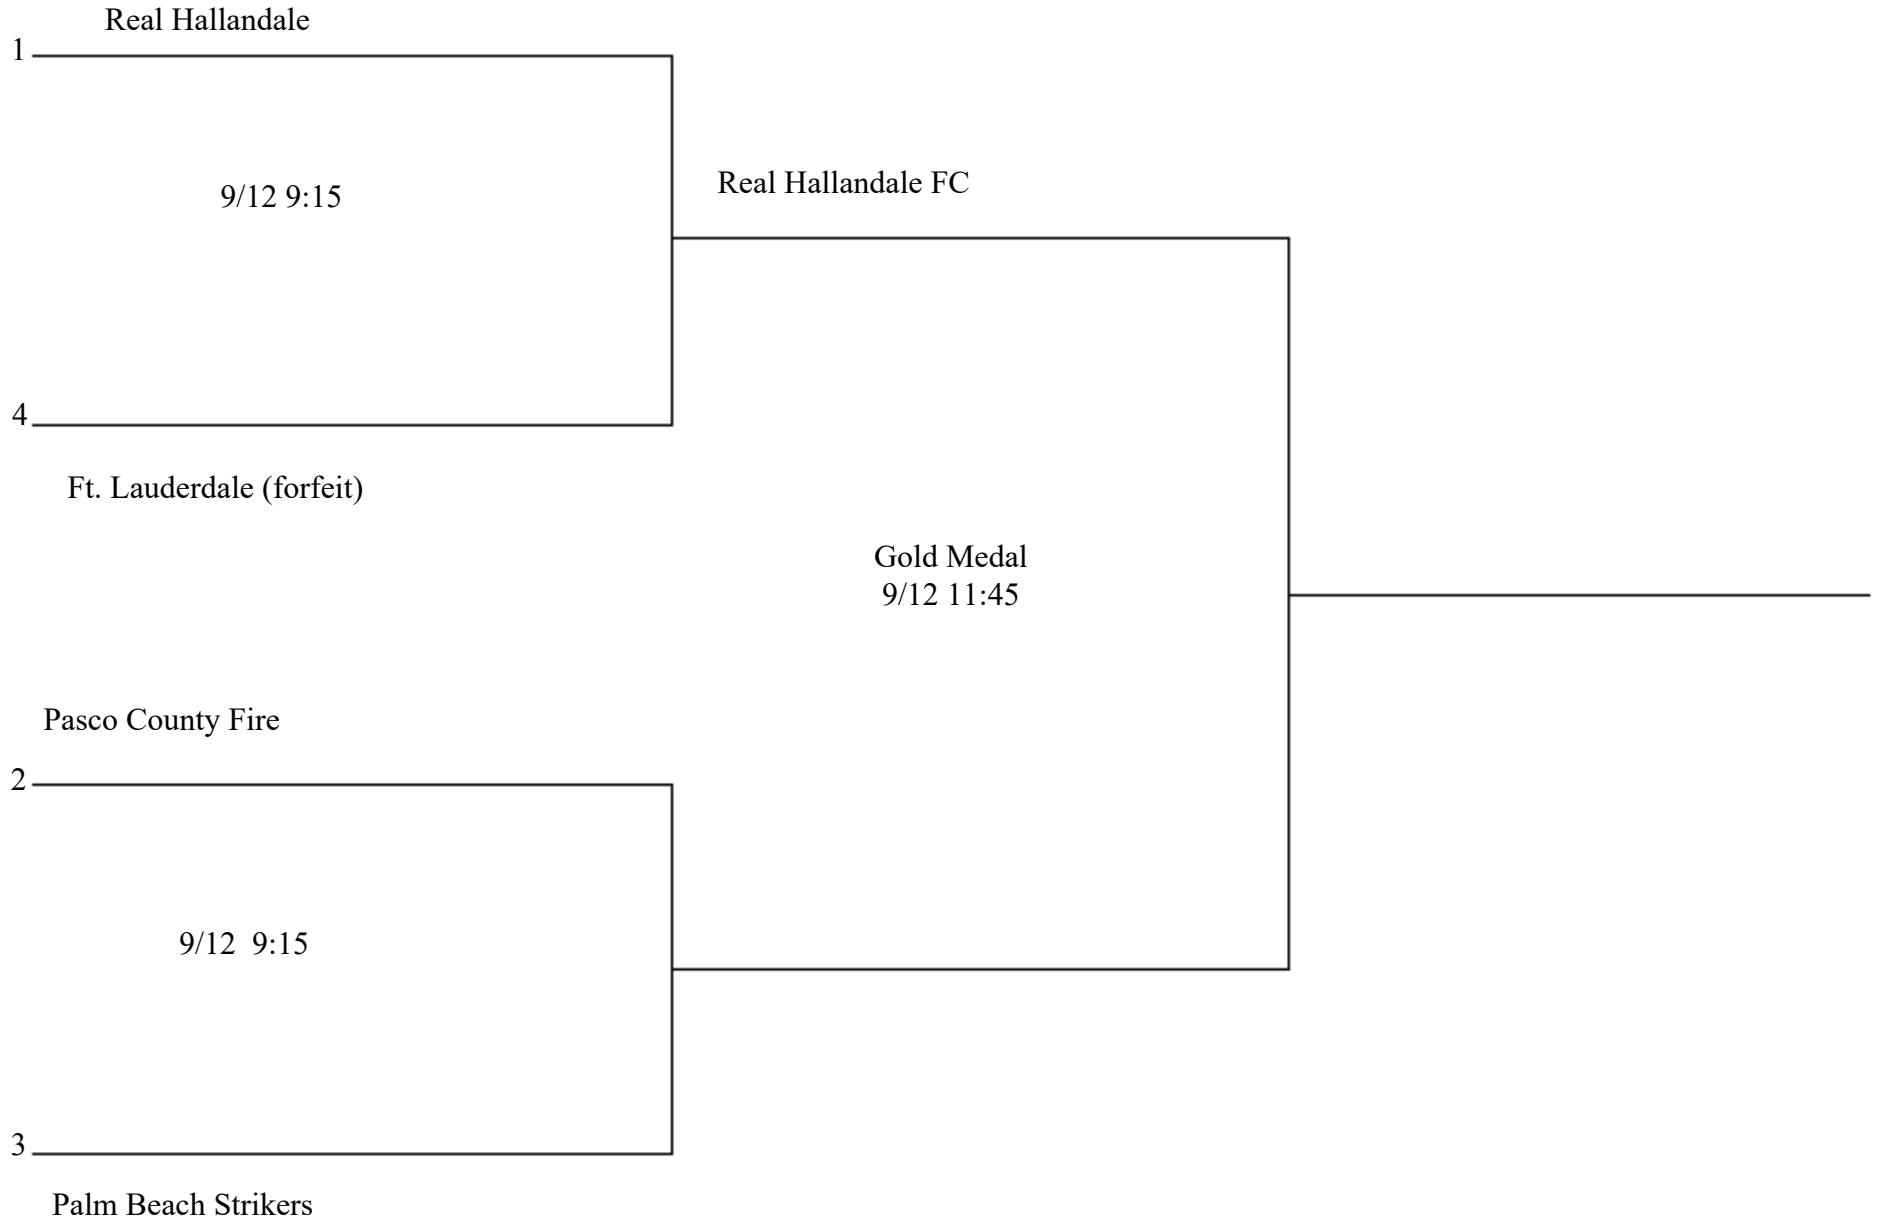 Real Hallandale
1
9/12 9:15
Real Hallandale FC
4
Ft. Lauderdale (forfeit)
Gold Medal
9/12 11:45
Pasco County Fire
2
9/12  9:15
3
Palm Beach Strikers